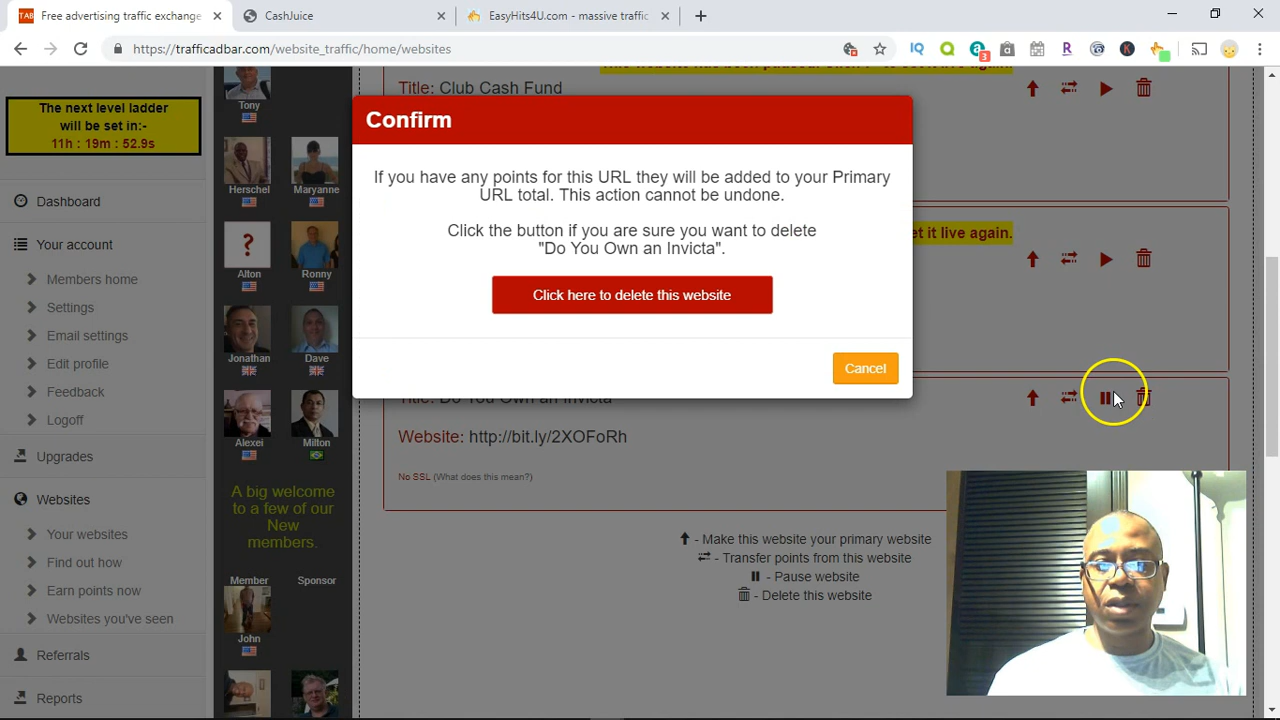 Free advertising traffic exchange
CashJuice
EasyHits4U.com - massive traffic
https://trafficadbar.com/website_traffic/home/websites
3
The next level ladder
will be set in:-
11h : 19m : 52.9s
Dashboard
Your account
Members home
Settings
Email settings
Edit profile
Feedback
Logoff
Upgrades
Websites
Your websites
Find out how
Earn points now
Websites you've seen
Referrals
Reports
Tony
Herschel
Maryanne
Alton
Ronny
Jonathan
Dave
Alexei
Milton
A big welcome
to a few of our
New
members.
Member
Sponsor
John
Title: Club Cash Fund
Confirm
If you have any points for this URL they will be added to your Primary
URL total. This action cannot be undone.
Click the button if you are sure you want to delete
"Do You Own an Invicta".
Click here to delete this website
Cancel
et it live again.
Title: Do You Own an Invicta
Website: http://bit.ly/2XOFoRh
No SSL (What does this mean?)
- Make this website your primary website
- Transfer points from this website
- Pause website
- Delete this website